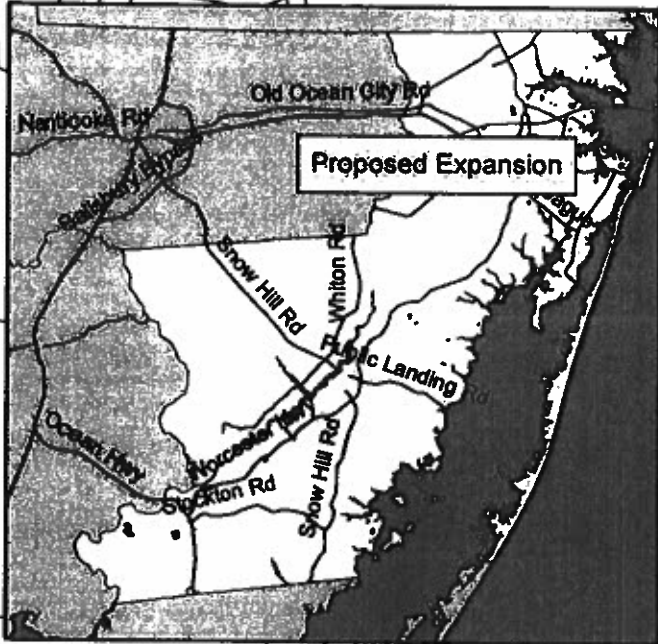 Old Ocean City Rd
Nanticoke Rd
Salisbury Bypass
Proposed Expansion
ague
Snow Hill Rd
Whiton Rd
Public Landing Rd
Worcester Hwy
Snow Hill Rd
Ocean Hwy
Stockton Rd